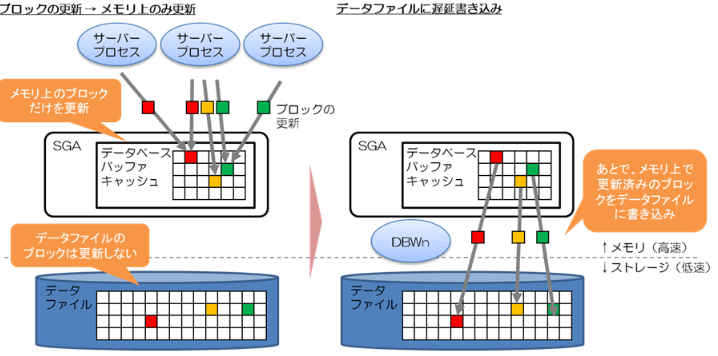 ブロックの更新 → メモリ上のみ更新
サーバー
プロセス
サーバー
プロセス
サーバー
プロセス
メモリ上のブロック
だけを更新
ブロックの
更新
SGA
データベース
バッファ
キャッシュ
データファイルの
ブロックは更新しない
データ
ファイル
データファイルに遅延書き込み
SGA
データベース
バッファ
キャッシュ
あとで、メモリ上で
更新済みのブロック
をデータファイル
に書き込み
DBWn
↑メモリ（高速）
↓ストレージ（低速）
データ
ファイル